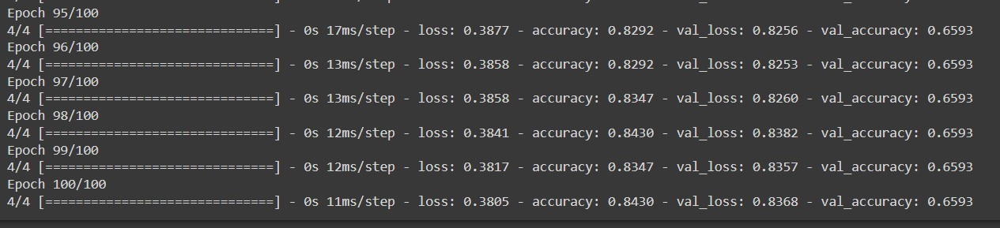 Epoch 95/100
4/4 [==============================] - 0s 17ms/step - loss: 0.3877 - accuracy: 0.8292 - val_loss: 0.8256 - val_accuracy: 0.6593
Epoch 96/100
4/4 [==============================] - 0s 13ms/step - loss: 0.3858 - accuracy: 0.8292 - val_loss: 0.8253 - val_accuracy: 0.6593
Epoch 97/100
4/4 [==============================] - 0s 13ms/step - loss: 0.3858 - accuracy: 0.8347 - val_loss: 0.8260 - val_accuracy: 0.6593
Epoch 98/100
4/4 [==============================] - 0s 12ms/step - loss: 0.3841 - accuracy: 0.8430 - val_loss: 0.8382 - val_accuracy: 0.6593
Epoch 99/100
4/4 [==============================] - 0s 12ms/step - loss: 0.3817 - accuracy: 0.8347 - val_loss: 0.8357 - val_accuracy: 0.6593
Epoch 100/100
4/4 [==============================] - 0s 11ms/step - loss: 0.3805 - accuracy: 0.8430 - val_loss: 0.8368 - val_accuracy: 0.6593